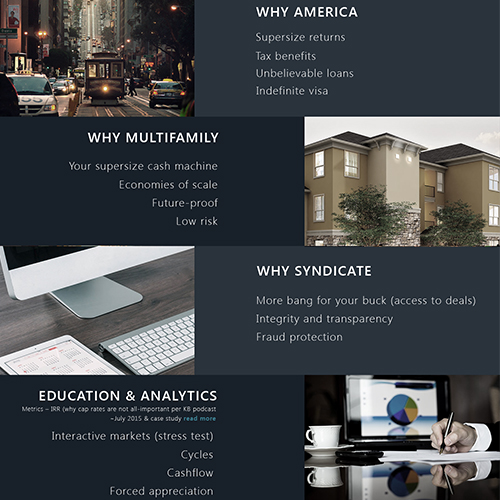 WHY AMERICA
Supersize returns
Tax benefits
Unbelievable loans
Indefinite visa
WHY MULTIFAMILY
Your supersize cash machine
Economies of scale
Future-proof
Low risk
WHY SYNDICATE
More bang for your buck (access to deals)
Integrity and transparency
Fraud protection
EDUCATION & ANALYTICS
Metrics – IRR (why cap rates are not all-important per KB podcast
–July 2015 & case study read more
Interactive markets (stress test)
Cycles
Cashflow
Forced appreciation